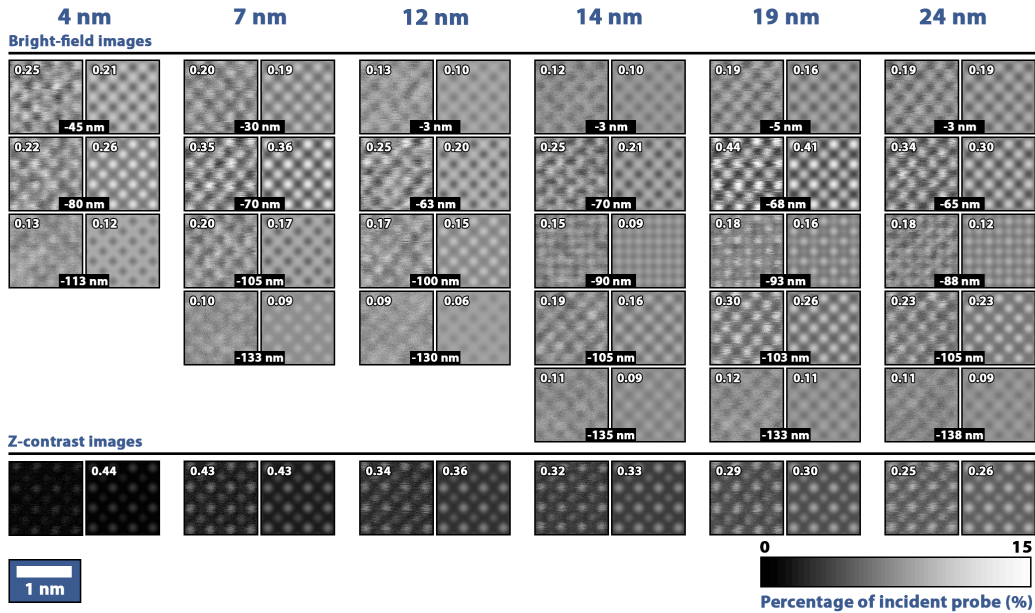 4 nm 7 nm 12 nm 14 nm 19 nm 24 nm
Bright-field images
0.25 0.21 0.20 0.19 0.13 0.10 0.12 0.10 0.19 0.16 0.19 0.19
-45 nm -30 nm -3 nm -3 nm -5 nm -3 nm
0.22 0.26 0.35 0.36 0.25 0.20 0.25 0.21 0.44 0.41 0.34 0.30
-80 nm -70 nm -63 nm -70 nm -68 nm -65 nm
0.13 0.12 0.20 0.17 0.17 0.15 0.15 0.09 0.18 0.16 0.18 0.12
-113 nm -105 nm -100 nm -90 nm -93 nm -88 nm
0.10 0.09 0.09 0.06 0.19 0.16 0.30 0.26 0.23 0.23
-133 nm -130 nm -105 nm -103 nm -105 nm
0.11 0.09 0.12 0.11 0.11 0.09
-135 nm -133 nm -138 nm
Z-contrast images
0.44 0.43 0.43 0.34 0.36 0.32 0.33 0.29 0.30 0.25 0.26
0 15
1 nm
Percentage of incident probe (%)